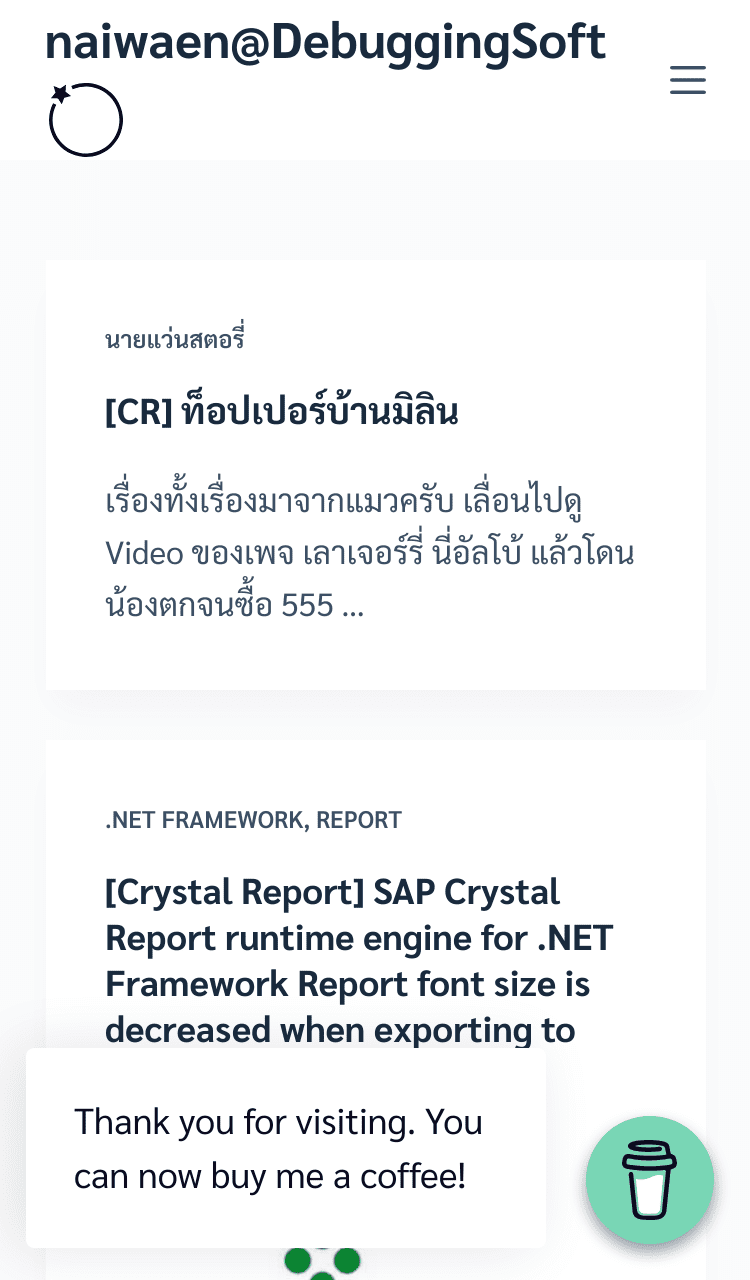 naiwaen@DebuggingSoft
นายแว่นสตอรี่
[CR] ท็อปเปอร์บ้านมิลิน
เรื่องทั้งเรื่องมาจากแมวครับ เลื่อนไปดู
Video ของเพจ เลาเจอร์รี่ นี่อัลโบ้ แล้วโดน
น้องตกจนซื้อ 555 ...
.NET FRAMEWORK, REPORT
[Crystal Report] SAP Crystal
Report runtime engine for .NET
Framework Report font size is
decreased when exporting to
Thank you for visiting. You
can now buy me a coffee!